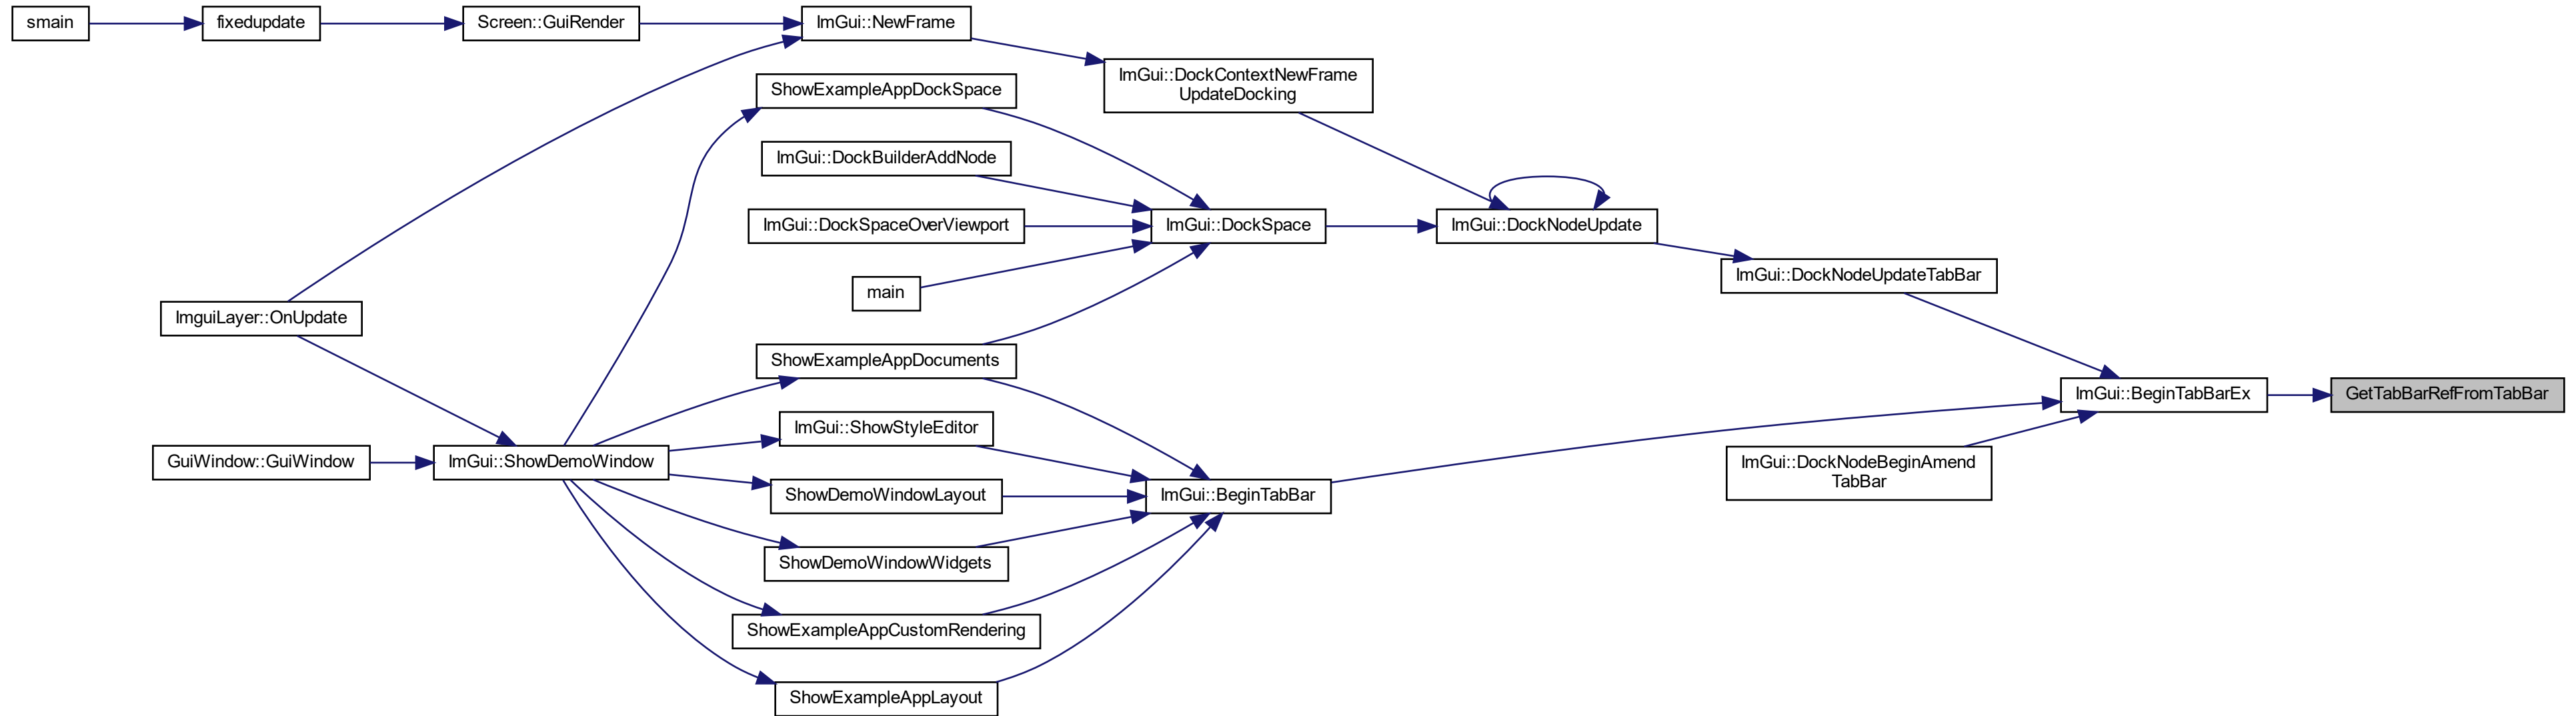 smain
fixedupdate
Screen::GuiRender
ImGui::NewFrame
ImGui::DockContextNewFrame
UpdateDocking
ShowExampleAppDockSpace
ImGui::DockBuilderAddNode
ImGui::DockSpaceOverViewport
ImGui::DockSpace
ImGui::DockNodeUpdate
ImGui::DockNodeUpdateTabBar
main
ImguiLayer::OnUpdate
ShowExampleAppDocuments
ImGui::BeginTabBarEx
GetTabBarRefFromTabBar
ImGui::ShowStyleEditor
GuiWindow::GuiWindow
ImGui::ShowDemoWindow
ImGui::DockNodeBeginAmend
TabBar
ShowDemoWindowLayout
ImGui::BeginTabBar
ShowDemoWindowWidgets
ShowExampleAppCustomRendering
ShowExampleAppLayout